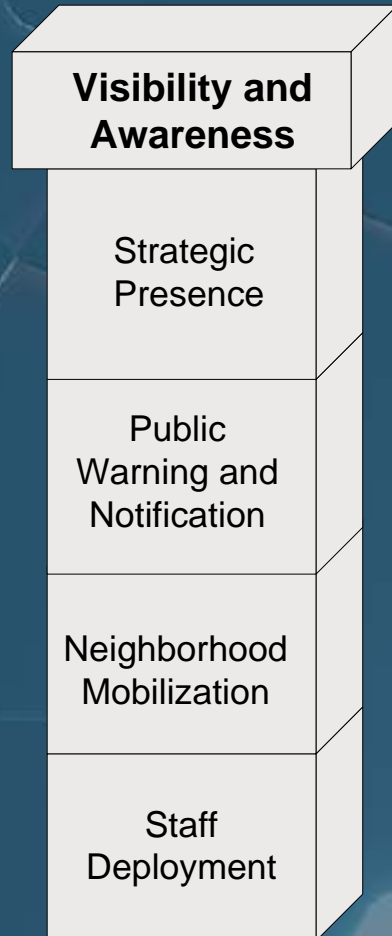 Visibility and
Awareness
Strategic
Presence
Public
Warning and
Notification
Neighborhood
Mobilization
Staff
Deployment